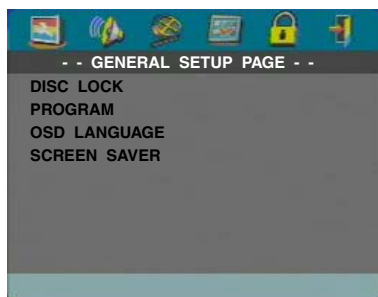 - - GENERAL SETUP PAGE - -
DISC LOCK
PROGRAM
OSD LANGUAGE
SCREEN SAVER